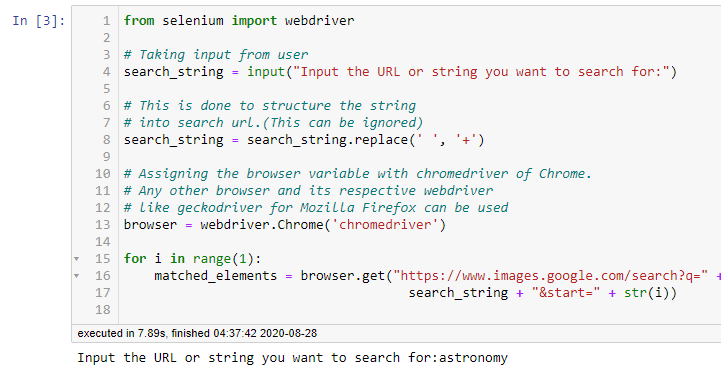 In [3]:
1 from selenium import webdriver
2
3 # Taking input from user
4 search_string = input("Input the URL or string you want to search for:")
5
6 # This is done to structure the string
7 # into search url.(This can be ignored)
8 search_string = search_string.replace(' ', '+')
9
10 # Assigning the browser variable with chromedriver of Chrome.
11 # Any other browser and its respective webdriver
12 # like geckodriver for Mozilla Firefox can be used
13 browser = webdriver.Chrome('chromedriver')
14
15 for i in range(1):
16     matched_elements = browser.get("https://www.images.google.com/search?q=" +
17                                      search_string + "&start=" + str(i))
18
executed in 7.89s, finished 04:37:42 2020-08-28
Input the URL or string you want to search for:astronomy